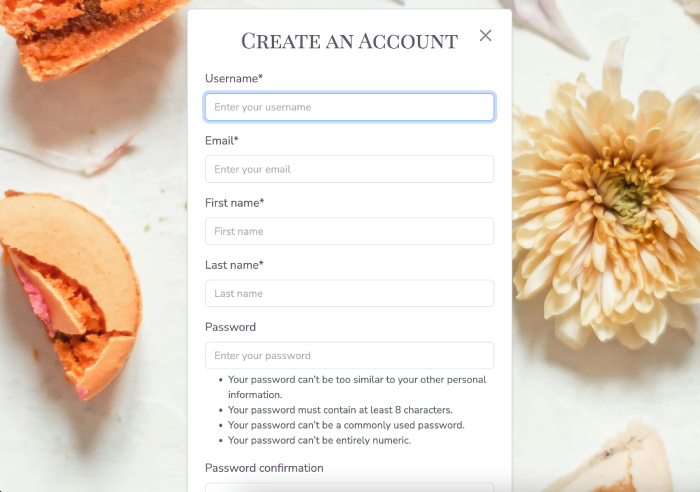 Create an Account
Username*
Enter your username
Email*
Enter your email
First name*
First name
Last name*
Last name
Password
Enter your password
• Your password can't be too similar to your other personal
information.
• Your password must contain at least 8 characters.
• Your password can't be a commonly used password.
• Your password can't be entirely numeric.
Password confirmation